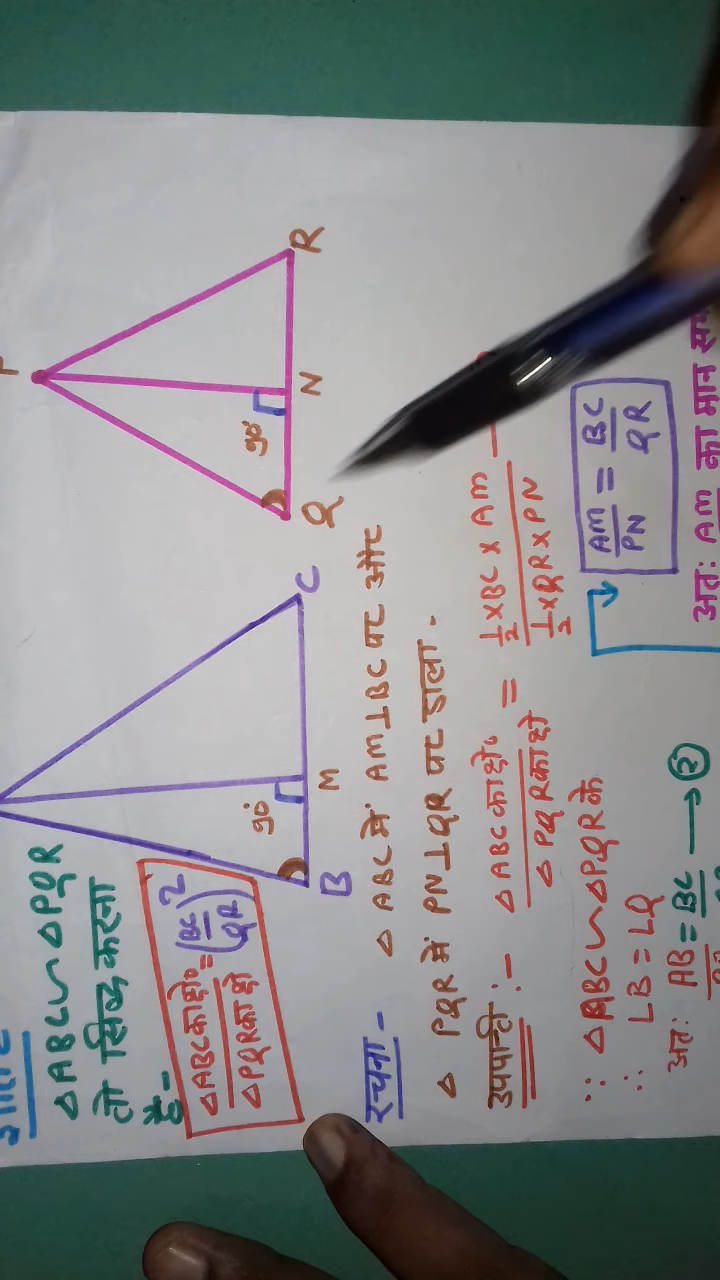 P
R
N
90°
Q
C
M
90°
B
△ABC ∽ △PQR
तो सिद्ध करना
है-
△ABC का क्षे० / △PQR का क्षे० = (BC/QR)²
रचना - △ ABC में AM⊥BC पर और
△ PQR में PN⊥QR पर डाला.
उपपत्ती :- △ ABC का क्षे० / △ PQR का क्षे० = ½ × BC × AM / ½ × QR × PN
∵ △ABC ∽ △PQR के
∴ ∠B = ∠Q
AM/PN = BC/QR
अतः AB = BC → ②
अतः AM का मान